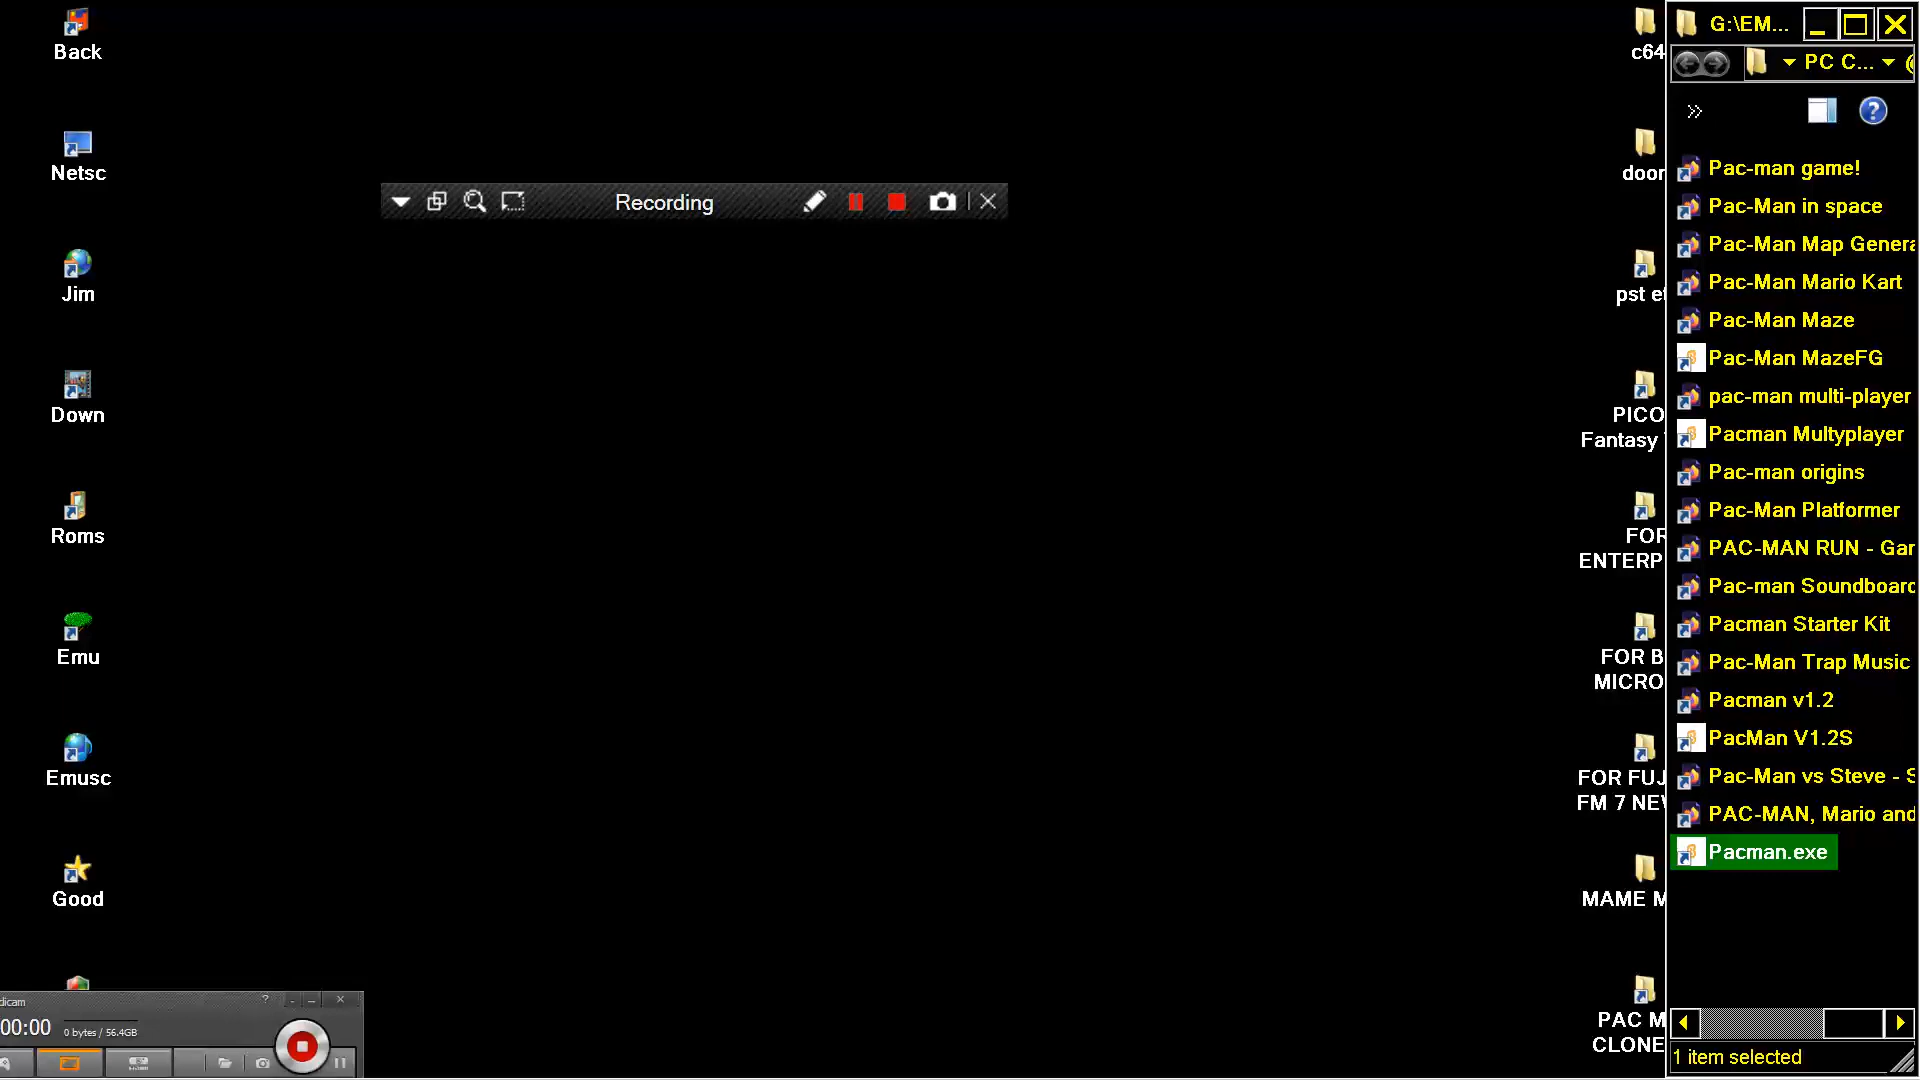 Back
Netsc
Jim
Down
Roms
Emu
Emusc
Good
Recording
dicam
?
00:00
0 bytes / 56.4GB
c64
door
pst et
PICO
Fantasy
FOR
ENTERP
FOR B
MICRO
FOR FUJ
FM 7 NEW
MAME M
PAC M
CLONE
G:\EM...
PC C...
?
Pac-man game!
Pac-Man in space
Pac-Man Map Genera
Pac-Man Mario Kart
Pac-Man Maze
Pac-Man MazeFG
pac-man multi-player
Pacman Multyplayer
Pac-man origins
Pac-Man Platformer
PAC-MAN RUN - Gar
Pac-man Soundboard
Pacman Starter Kit
Pac-Man Trap Music
Pacman v1.2
PacMan V1.2S
Pac-Man vs Steve - S
PAC-MAN, Mario and
Pacman.exe
1 item selected